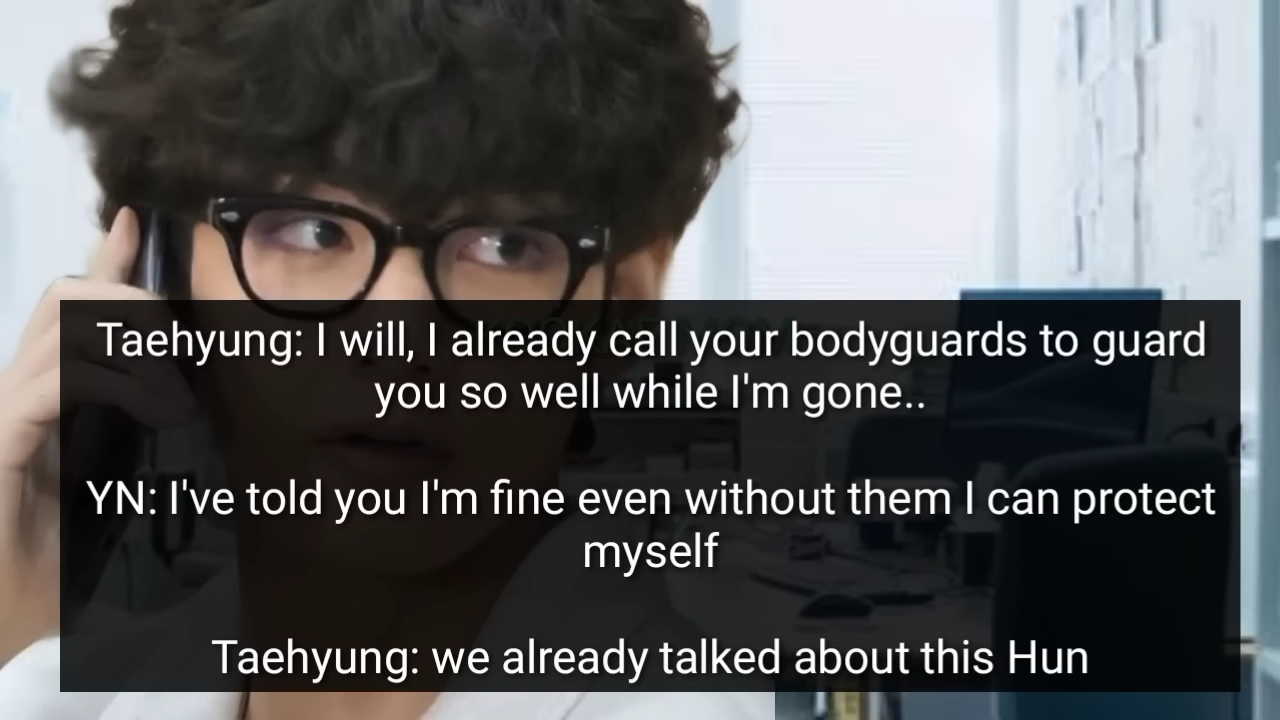 Taehyung: I will, I already call your bodyguards to guard
you so well while I'm gone..
YN: I've told you I'm fine even without them I can protect
myself
Taehyung: we already talked about this Hun